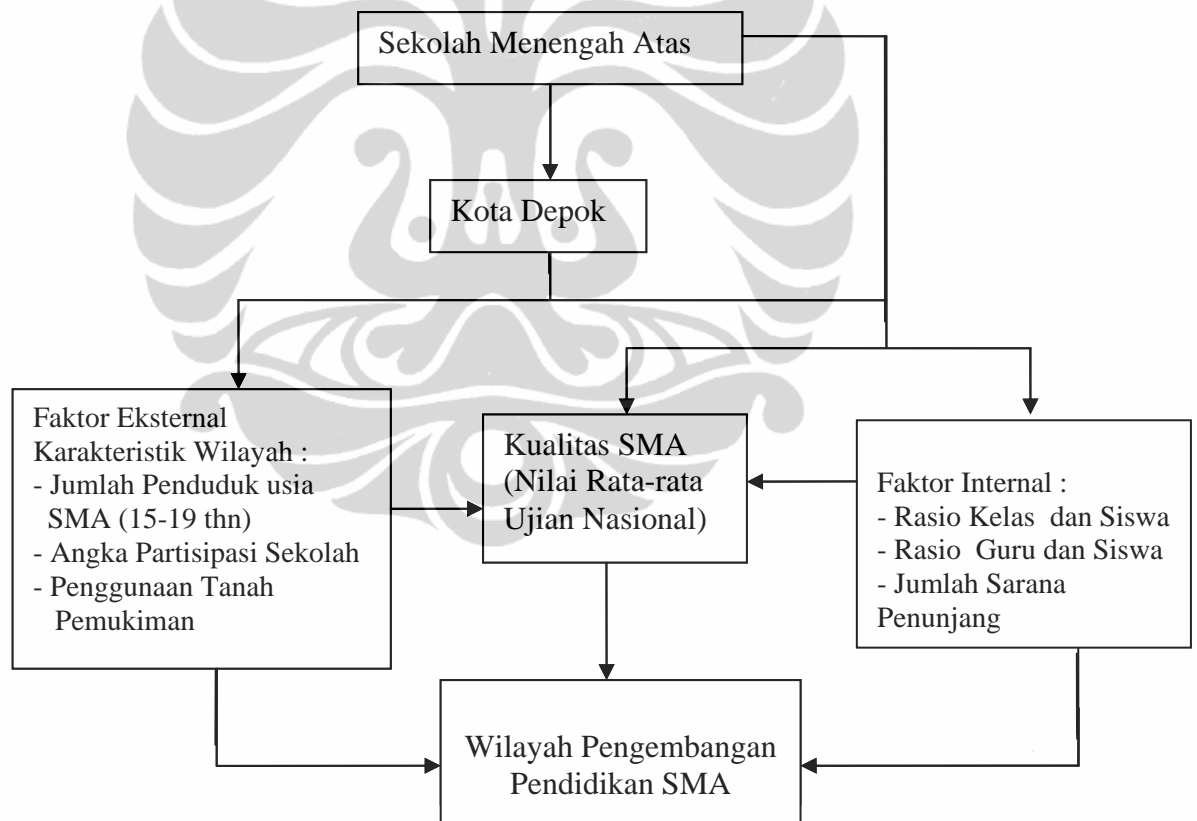 Sekolah Menengah Atas
Kota Depok
Faktor Eksternal
Karakteristik Wilayah :
- Jumlah Penduduk usia
SMA (15-19 thn)
- Angka Partisipasi Sekolah
- Penggunaan Tanah
Pemukiman
Kualitas SMA
(Nilai Rata-rata
Ujian Nasional)
Faktor Internal :
- Rasio Kelas dan Siswa
- Rasio Guru dan Siswa
- Jumlah Sarana
Penunjang
Wilayah Pengembangan
Pendidikan SMA